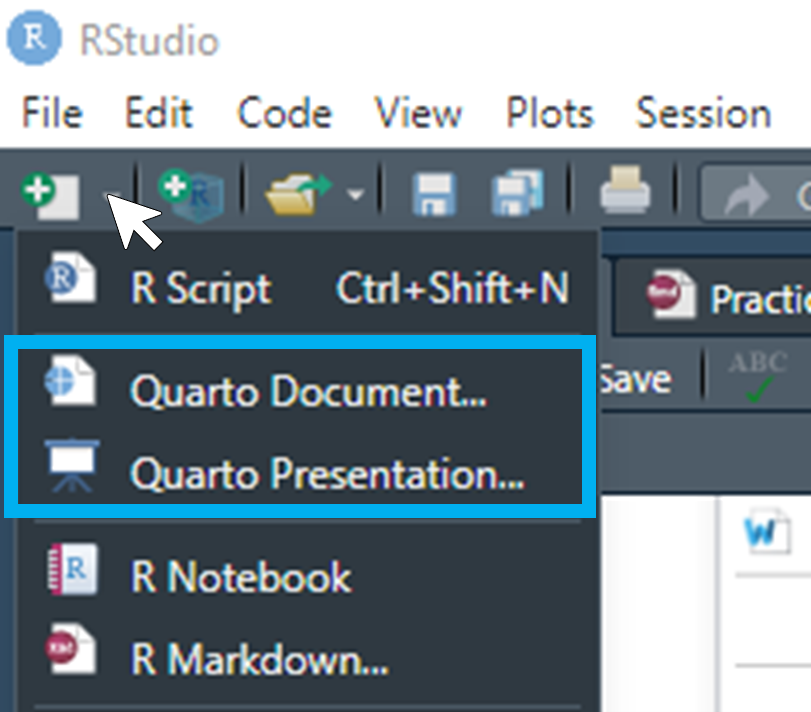 R RStudio
File Edit Code View Plots Session
R
R Script Ctrl+Shift+N
Practic
Quarto Document...
Save ABC
Quarto Presentation...
R Notebook
W
R Markdown...